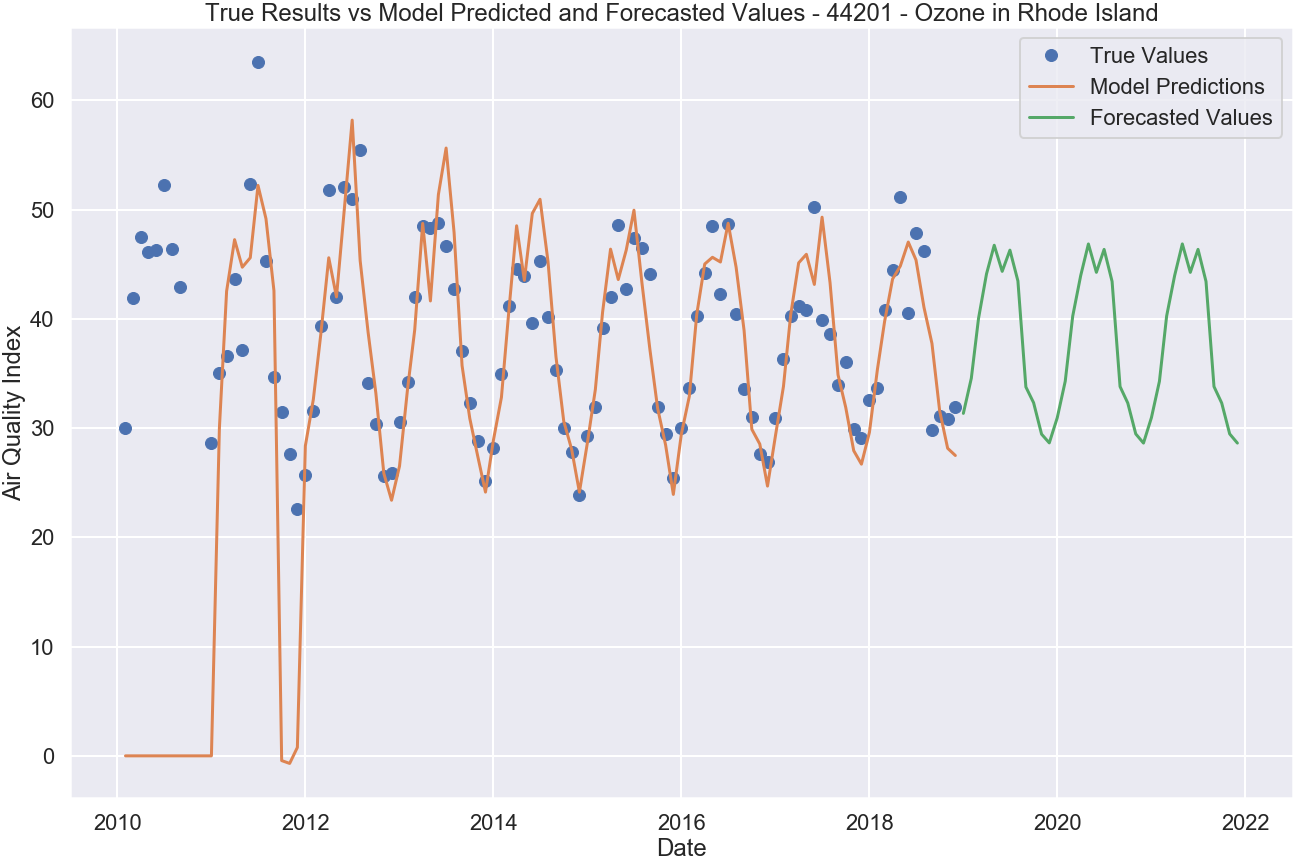 True Results vs Model Predicted and Forecasted Values - 44201 - Ozone in Rhode Island
True Values
Model Predictions
Forecasted Values
Air Quality Index
60
50
40
30
20
10
0
2010 2012 2014 2016 2018 2020 2022
Date